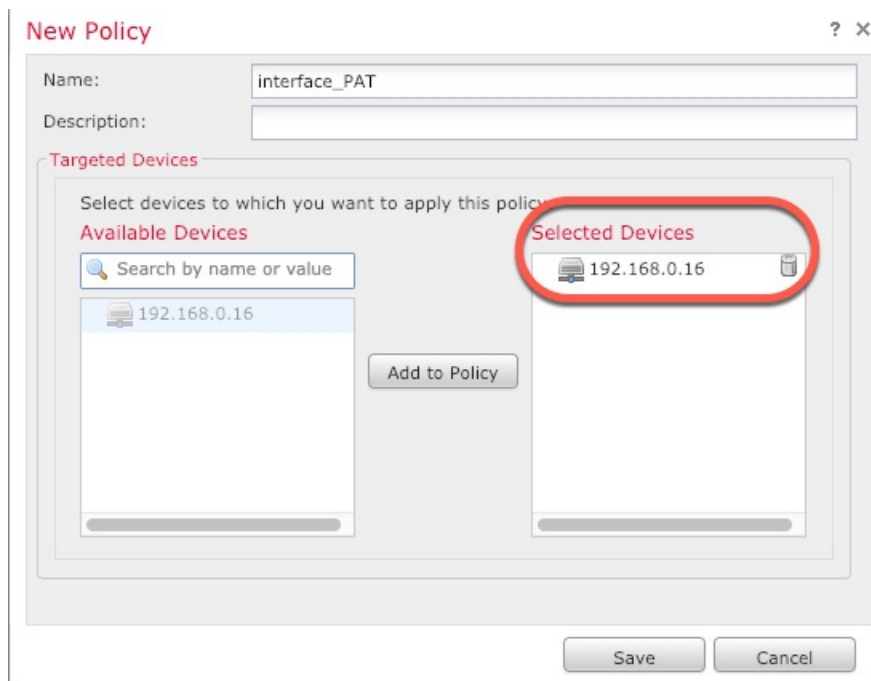 New Policy
?
Name:
interface_PAT
Description:
Targeted Devices
Select devices to which you want to apply this policy.
Available Devices
Selected Devices
Search by name or value
192.168.0.16
192.168.0.16
Add to Policy
Save
Cancel